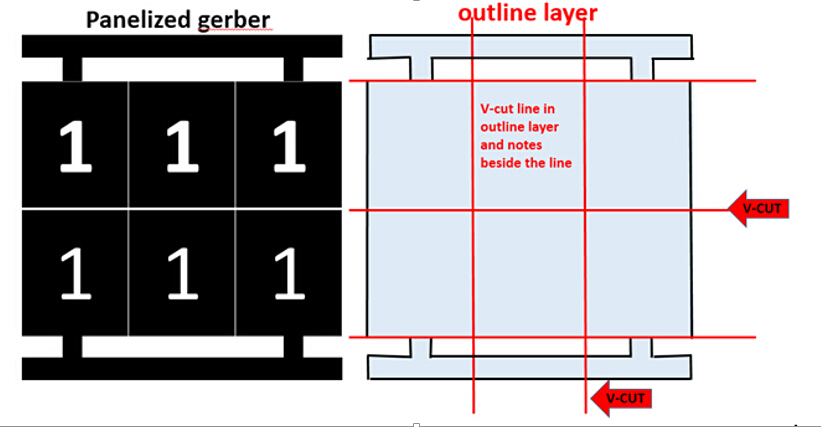 Panelized gerber
outline layer
1 1 1
V-cut line in
outline layer
and notes
beside the line
V-CUT
1 1 1
V-CUT